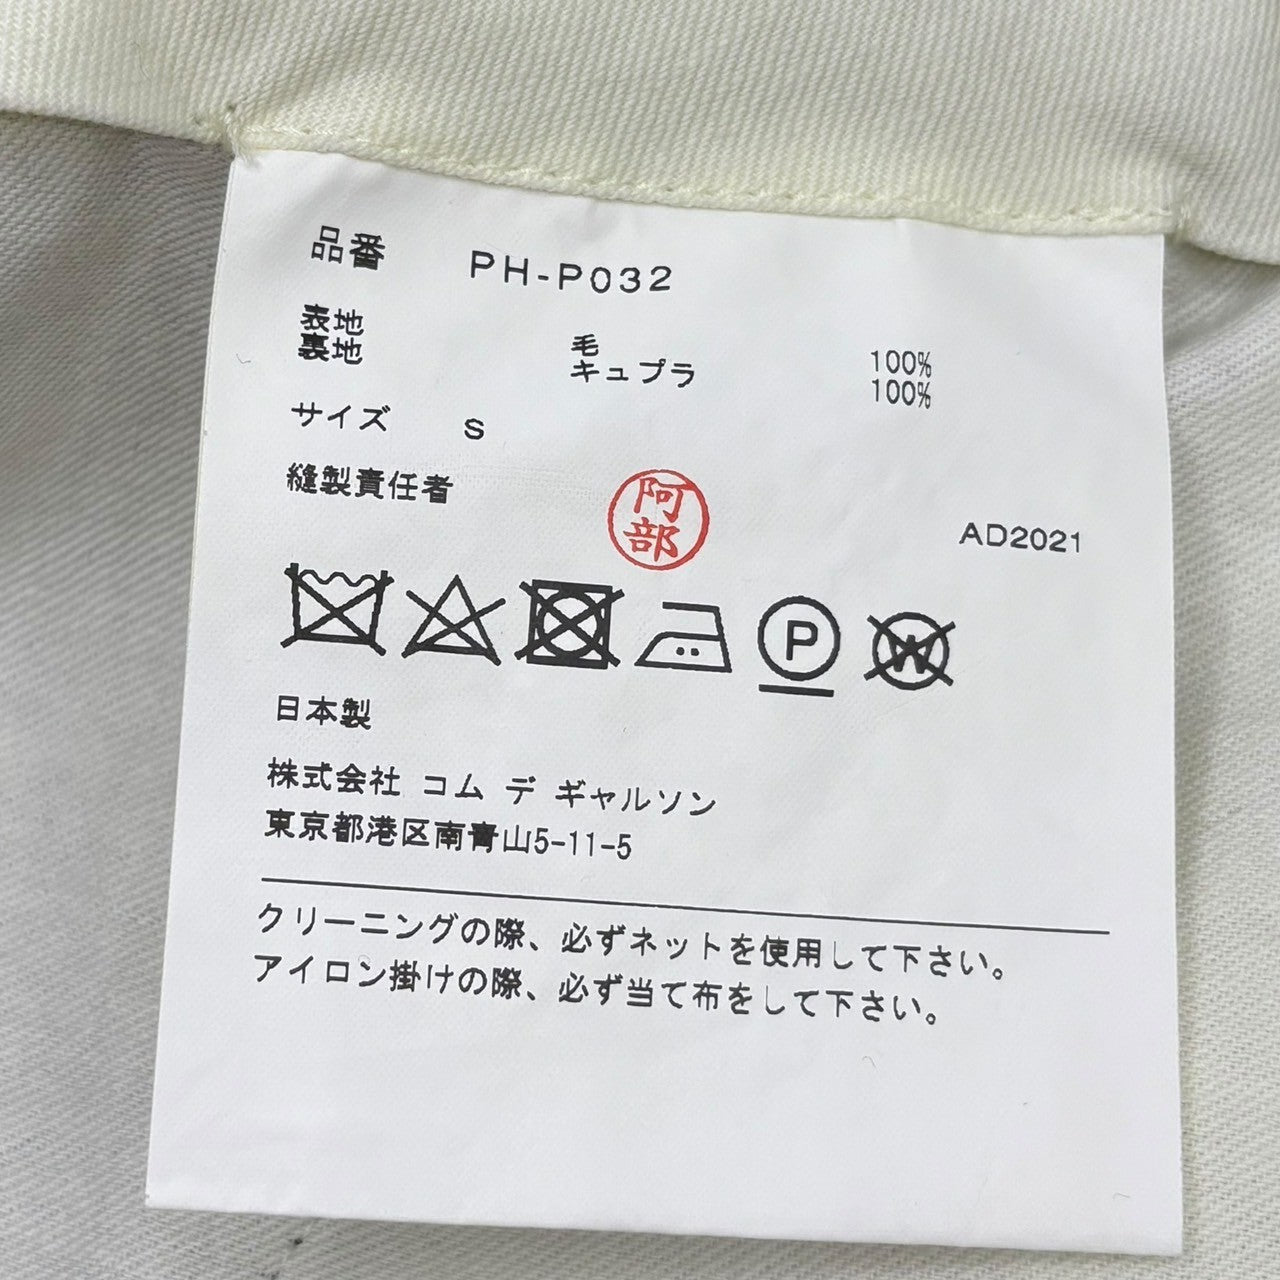 品番 PH-P032
表地 毛 100%
裏地 キュプラ 100%
サイズ S
縫製責任者 阿部 AD2021
P W
日本製
株式会社 コム デ ギャルソン
東京都港区南青山5-11-5
クリーニングの際、必ずネットを使用して下さい。
アイロン掛けの際、必ず当て布をして下さい。